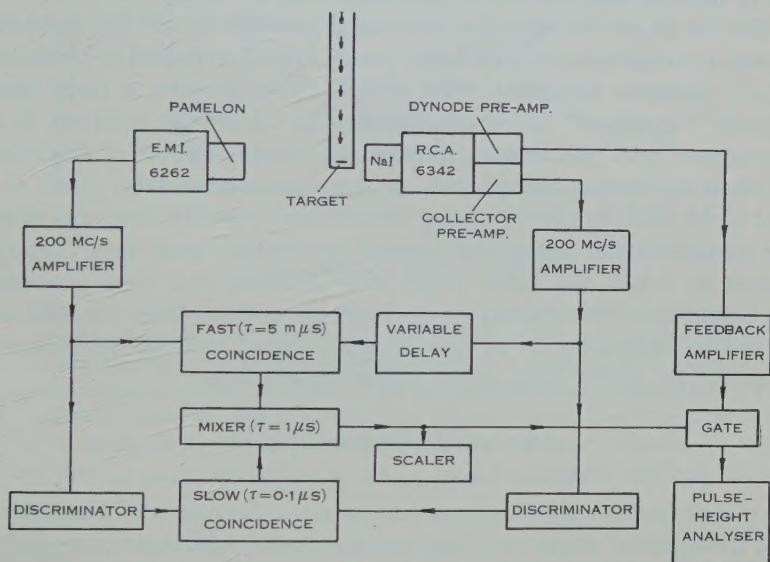 PAMELON
E.M.I.
6262
TARGET
NaI
R.C.A.
6342
DYNODE PRE-AMP.
COLLECTOR
PRE-AMP.
200 Mc/s
AMPLIFIER
200 Mc/s
AMPLIFIER
FAST (τ=5 mμS)
COINCIDENCE
VARIABLE
DELAY
FEEDBACK
AMPLIFIER
MIXER (τ=1μS)
SCALER
GATE
DISCRIMINATOR
SLOW (τ=0·1μS)
COINCIDENCE
DISCRIMINATOR
PULSE-
HEIGHT
ANALYSER